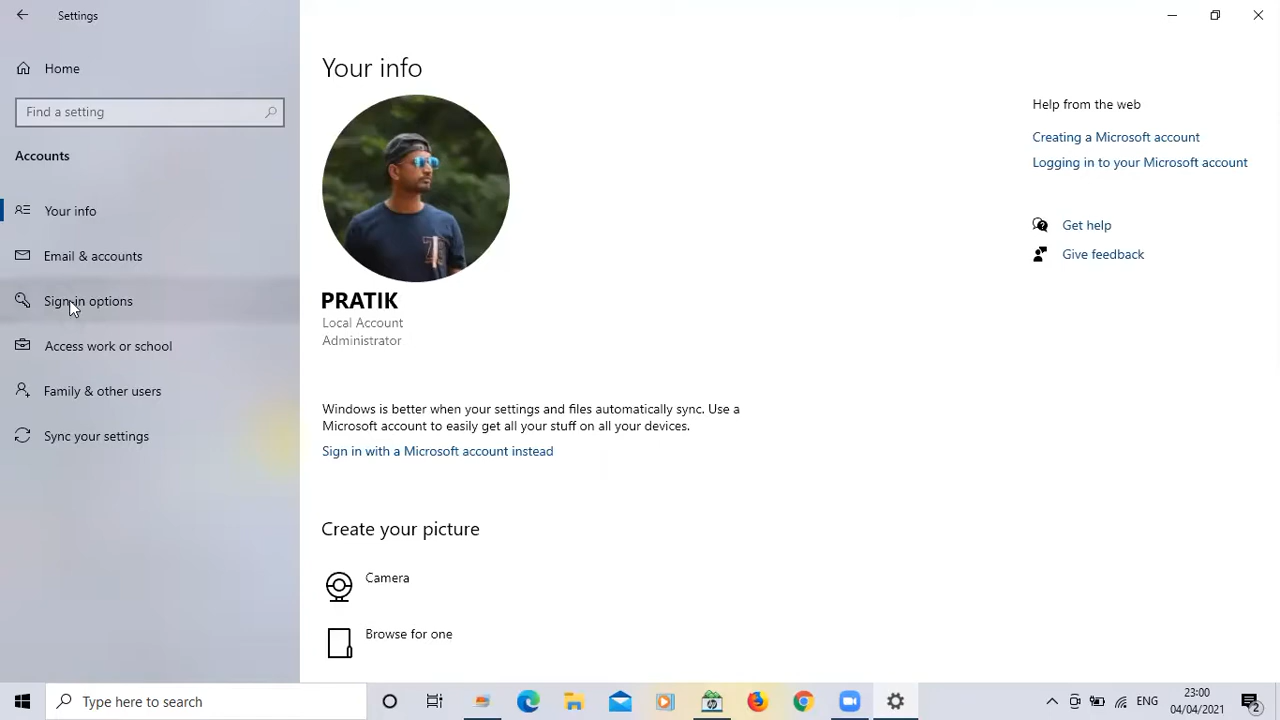 Settings
Home
Find a setting
Accounts
Your info
Email & accounts
Sign-in options
Access work or school
Family & other users
Sync your settings
Your info
PRATIK
Local Account
Administrator
Windows is better when your settings and files automatically sync. Use a
Microsoft account to easily get all your stuff on all your devices.
Sign in with a Microsoft account instead
Create your picture
Camera
Browse for one
Help from the web
Creating a Microsoft account
Logging in to your Microsoft account
Get help
Give feedback
Type here to search
ENG
23:00
04/04/2021
2